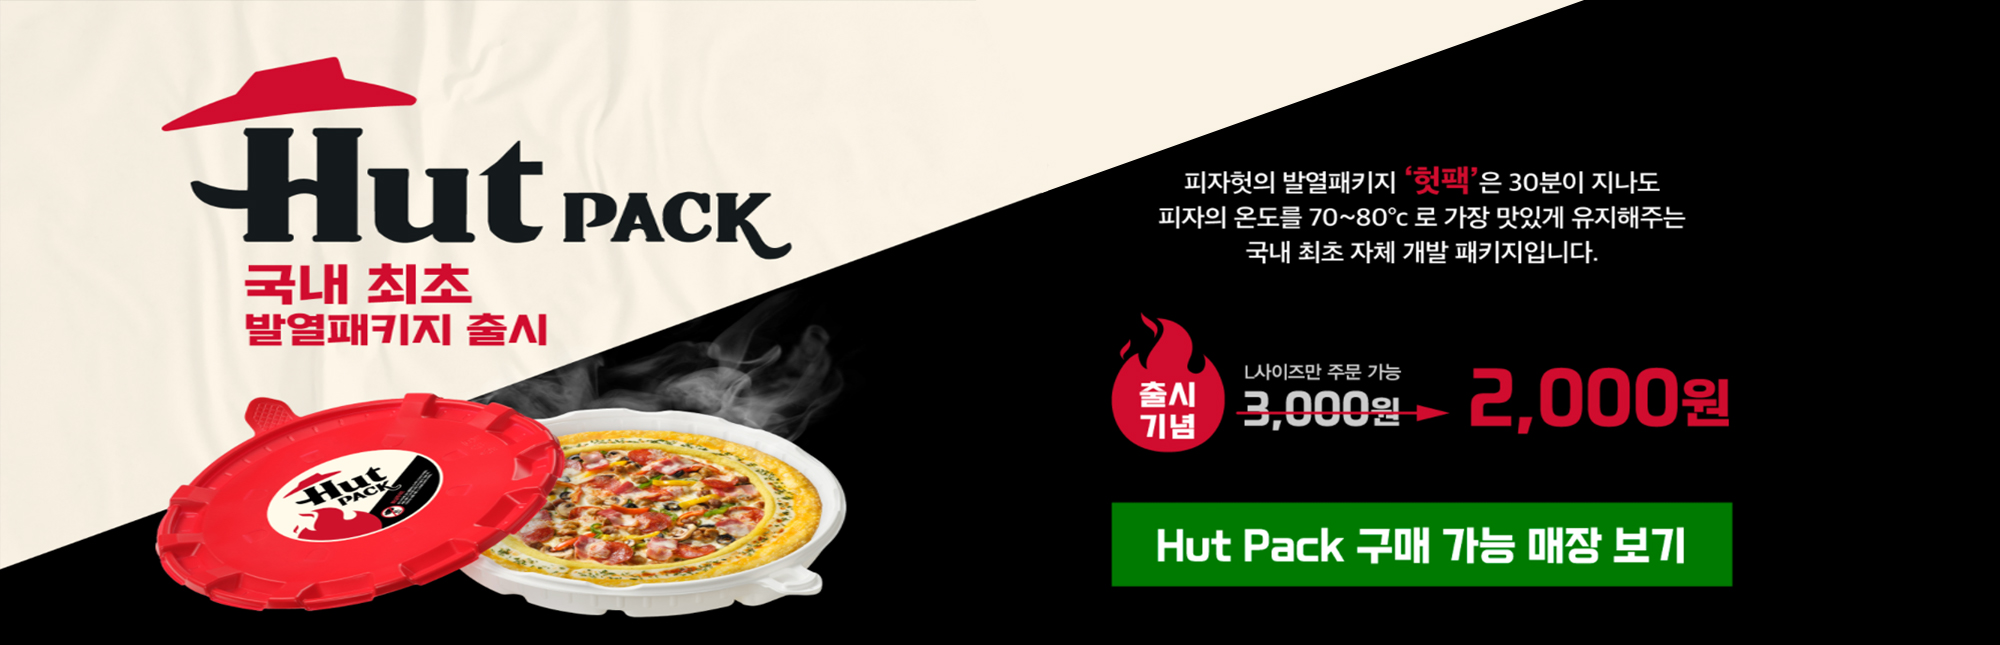 Hut PACK
국내 최초
발열패키지 출시
Hut
PACK
피자헛의 발열패키지 ‘헛팩’은 30분이 지나도
피자의 온도를 70~80°c 로 가장 맛있게 유지해주는
국내 최초 자체 개발 패키지입니다.
출시
기념
L사이즈만 주문 가능
3,000원
2,000원
Hut Pack 구매 가능 매장 보기